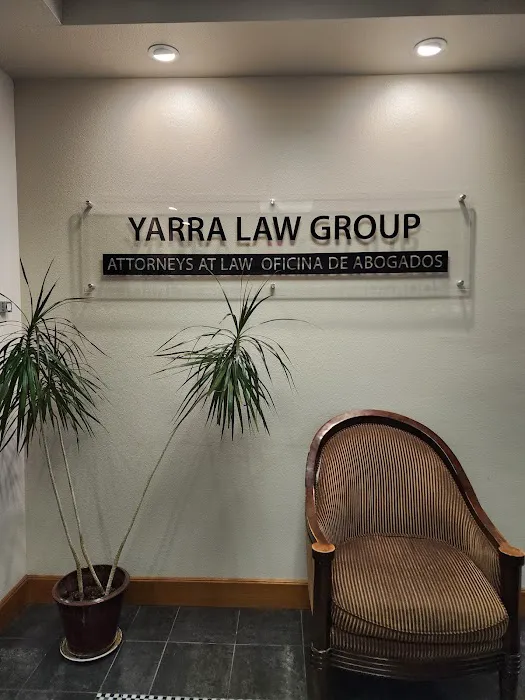 YARRA LAW GROUP
ATTORNEYS AT LAW OFICINA DE ABOGADOS